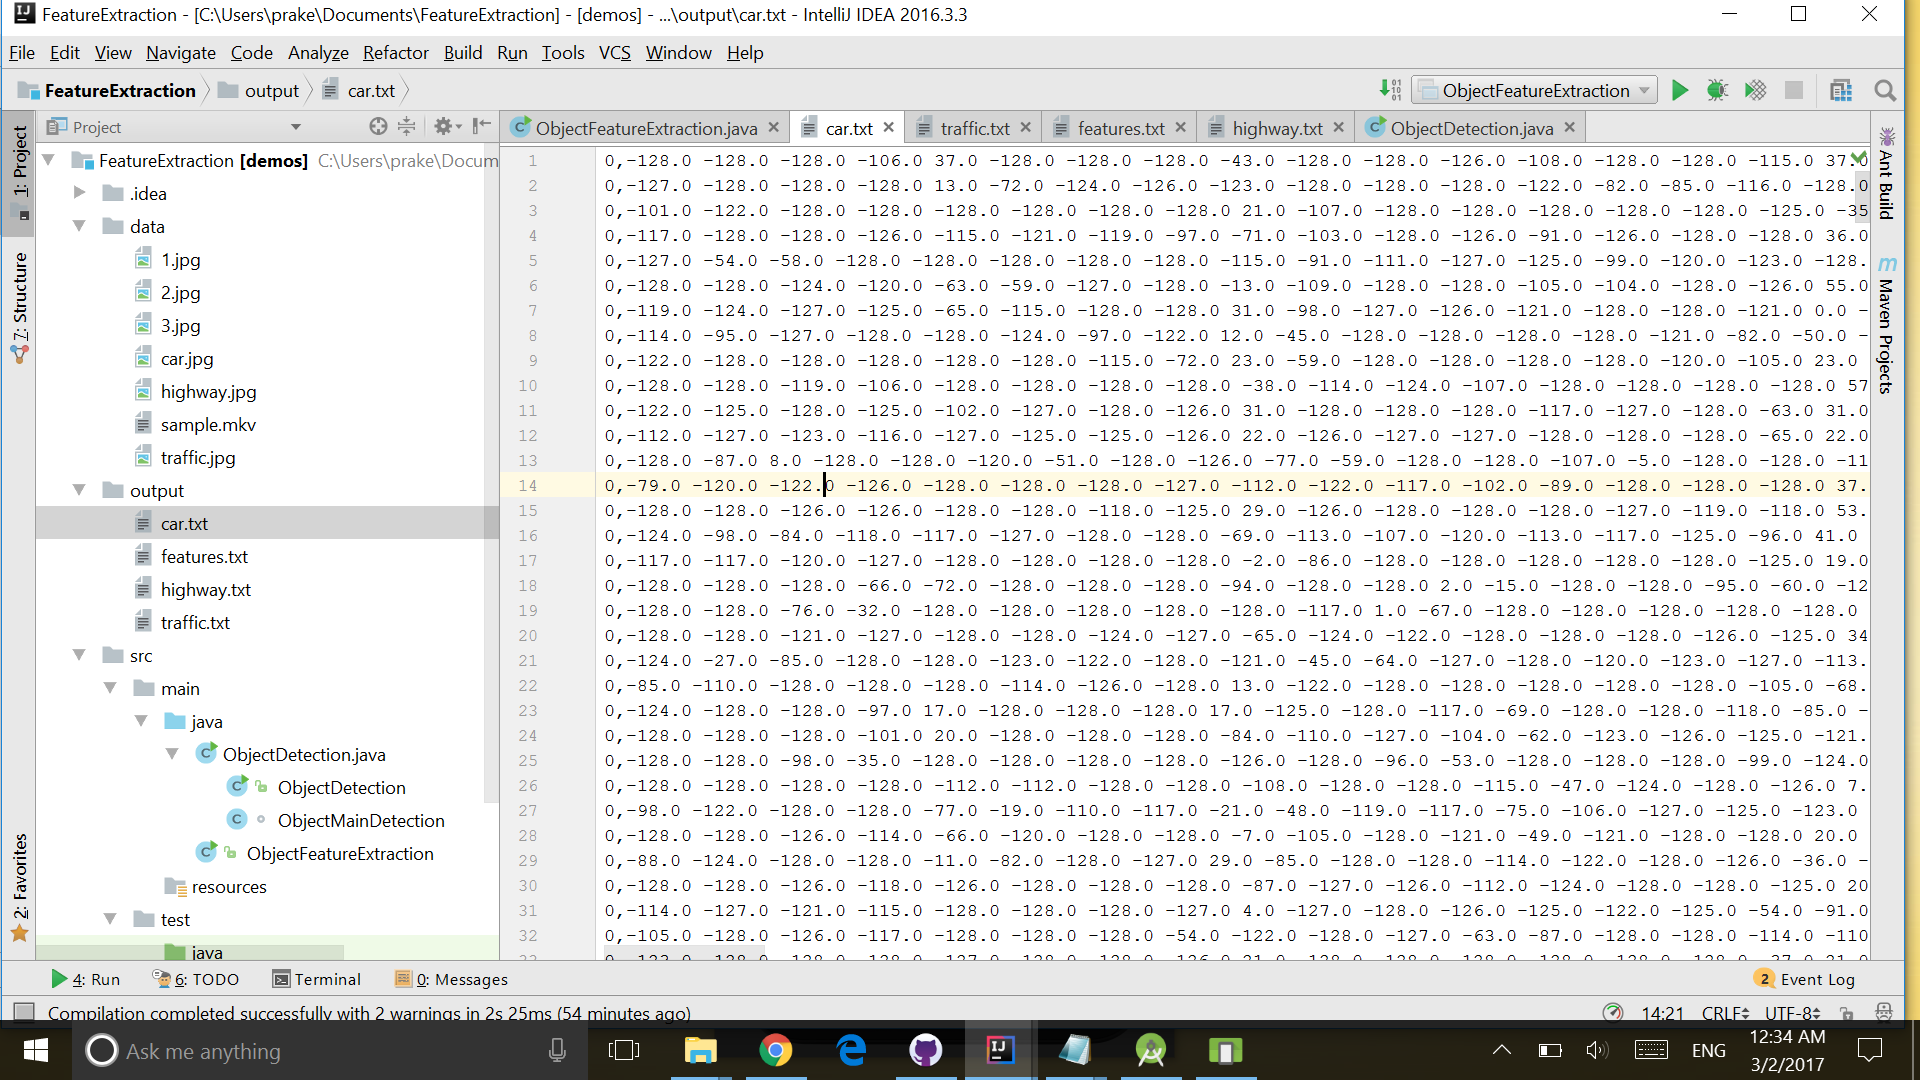 FeatureExtraction - [C:\Users\prake\Documents\FeatureExtraction] - [demos] - ...\output\car.txt - IntelliJ IDEA 2016.3.3
File Edit View Navigate Code Analyze Refactor Build Run Tools VCS Window Help
FeatureExtraction output car.txt ObjectFeatureExtraction
Project
ObjectFeatureExtraction.java car.txt traffic.txt features.txt highway.txt ObjectDetection.java
1: Project
7: Structure
2: Favorites
FeatureExtraction [demos] C:\Users\prake\Docum
.idea
data
1.jpg
2.jpg
3.jpg
car.jpg
highway.jpg
sample.mkv
traffic.jpg
output
car.txt
features.txt
highway.txt
traffic.txt
src
main
java
ObjectDetection.java
ObjectDetection
ObjectMainDetection
ObjectFeatureExtraction
resources
test
java
1 0,-128.0 -128.0 -128.0 -106.0 37.0 -128.0 -128.0 -128.0 -43.0 -128.0 -128.0 -126.0 -108.0 -128.0 -128.0 -115.0 37.0
2 0,-127.0 -128.0 -128.0 -128.0 13.0 -72.0 -124.0 -126.0 -123.0 -128.0 -128.0 -128.0 -122.0 -82.0 -85.0 -116.0 -128.0
3 0,-101.0 -122.0 -128.0 -128.0 -128.0 -128.0 -128.0 -128.0 21.0 -107.0 -128.0 -128.0 -128.0 -128.0 -125.0 -35
4 0,-117.0 -128.0 -128.0 -126.0 -115.0 -121.0 -119.0 -97.0 -71.0 -103.0 -128.0 -126.0 -91.0 -126.0 -128.0 -128.0 36.0
5 0,-127.0 -54.0 -58.0 -128.0 -128.0 -128.0 -128.0 -128.0 -115.0 -91.0 -111.0 -127.0 -125.0 -99.0 -120.0 -123.0 -128.
6 0,-128.0 -128.0 -124.0 -120.0 -63.0 -59.0 -127.0 -128.0 -13.0 -109.0 -128.0 -128.0 -105.0 -104.0 -128.0 -126.0 55.0
7 0,-119.0 -124.0 -127.0 -125.0 -65.0 -115.0 -128.0 -128.0 31.0 -98.0 -127.0 -126.0 -121.0 -128.0 -128.0 -121.0 0.0 -
8 0,-114.0 -95.0 -127.0 -128.0 -128.0 -124.0 -97.0 -122.0 12.0 -45.0 -128.0 -128.0 -128.0 -128.0 -121.0 -82.0 -50.0 -
9 0,-122.0 -128.0 -128.0 -128.0 -128.0 -128.0 -115.0 -72.0 23.0 -59.0 -128.0 -128.0 -128.0 -128.0 -120.0 -105.0 23.0
10 0,-128.0 -128.0 -119.0 -106.0 -128.0 -128.0 -128.0 -128.0 -38.0 -114.0 -124.0 -107.0 -128.0 -128.0 -128.0 -128.0 57
11 0,-122.0 -125.0 -128.0 -125.0 -102.0 -127.0 -128.0 -126.0 31.0 -128.0 -128.0 -128.0 -117.0 -127.0 -128.0 -63.0 31.0
12 0,-112.0 -127.0 -123.0 -116.0 -127.0 -125.0 -125.0 -126.0 22.0 -126.0 -127.0 -127.0 -128.0 -128.0 -128.0 -65.0 22.0
13 0,-128.0 -87.0 8.0 -128.0 -128.0 -120.0 -51.0 -128.0 -126.0 -77.0 -59.0 -128.0 -128.0 -107.0 -5.0 -128.0 -128.0 -11
14 0,-79.0 -120.0 -122.0 -126.0 -128.0 -128.0 -128.0 -127.0 -112.0 -122.0 -117.0 -102.0 -89.0 -128.0 -128.0 -128.0 37.
15 0,-128.0 -128.0 -126.0 -126.0 -128.0 -128.0 -118.0 -125.0 29.0 -126.0 -128.0 -128.0 -128.0 -127.0 -119.0 -118.0 53.
16 0,-124.0 -98.0 -84.0 -118.0 -117.0 -127.0 -128.0 -128.0 -69.0 -113.0 -107.0 -120.0 -113.0 -117.0 -125.0 -96.0 41.0
17 0,-117.0 -117.0 -120.0 -127.0 -128.0 -128.0 -128.0 -128.0 -2.0 -86.0 -128.0 -128.0 -128.0 -128.0 -128.0 -125.0 19.0
18 0,-128.0 -128.0 -128.0 -66.0 -72.0 -128.0 -128.0 -128.0 -94.0 -128.0 -128.0 2.0 -15.0 -128.0 -128.0 -95.0 -60.0 -12
19 0,-128.0 -128.0 -76.0 -32.0 -128.0 -128.0 -128.0 -128.0 -128.0 -117.0 1.0 -67.0 -128.0 -128.0 -128.0 -128.0 -128.0
20 0,-128.0 -128.0 -121.0 -127.0 -128.0 -128.0 -124.0 -127.0 -65.0 -124.0 -122.0 -128.0 -128.0 -128.0 -126.0 -125.0 34
21 0,-124.0 -27.0 -85.0 -128.0 -128.0 -123.0 -122.0 -128.0 -121.0 -45.0 -64.0 -127.0 -128.0 -120.0 -123.0 -127.0 -113.
22 0,-85.0 -110.0 -128.0 -128.0 -128.0 -114.0 -126.0 -128.0 13.0 -122.0 -128.0 -128.0 -128.0 -128.0 -128.0 -105.0 -68.
23 0,-124.0 -128.0 -128.0 -97.0 17.0 -128.0 -128.0 -128.0 17.0 -125.0 -128.0 -117.0 -69.0 -128.0 -128.0 -118.0 -85.0 -
24 0,-128.0 -128.0 -128.0 -101.0 20.0 -128.0 -128.0 -128.0 -84.0 -110.0 -127.0 -104.0 -62.0 -123.0 -126.0 -125.0 -121.
25 0,-128.0 -128.0 -98.0 -35.0 -128.0 -128.0 -128.0 -128.0 -126.0 -128.0 -96.0 -53.0 -128.0 -128.0 -128.0 -99.0 -124.0
26 0,-128.0 -128.0 -128.0 -112.0 -112.0 -128.0 -128.0 -128.0 -108.0 -128.0 -128.0 -115.0 -47.0 -124.0 -128.0 -126.0 7.
27 0,-98.0 -122.0 -128.0 -128.0 -77.0 -19.0 -110.0 -117.0 -21.0 -48.0 -119.0 -117.0 -75.0 -106.0 -127.0 -125.0 -123.0
28 0,-128.0 -128.0 -126.0 -114.0 -66.0 -120.0 -128.0 -128.0 -7.0 -105.0 -128.0 -121.0 -49.0 -121.0 -128.0 -128.0 20.0
29 0,-88.0 -124.0 -128.0 -128.0 -11.0 -82.0 -128.0 -127.0 29.0 -85.0 -128.0 -128.0 -114.0 -122.0 -128.0 -126.0 -36.0 -
30 0,-128.0 -128.0 -126.0 -118.0 -126.0 -128.0 -128.0 -128.0 -87.0 -127.0 -126.0 -112.0 -124.0 -128.0 -128.0 -125.0 20
31 0,-114.0 -127.0 -121.0 -115.0 -128.0 -128.0 -128.0 -127.0 4.0 -127.0 -128.0 -126.0 -125.0 -122.0 -125.0 -54.0 -91.0
32 0,-105.0 -128.0 -126.0 -117.0 -128.0 -128.0 -128.0 -54.0 -122.0 -128.0 -127.0 -63.0 -87.0 -128.0 -128.0 -114.0 -110
Ant Build
m Maven Projects
4: Run 6: TODO Terminal 0: Messages 2 Event Log
Compilation completed successfully with 2 warnings in 2s 25ms (54 minutes ago) 14:21 CRLF UTF-8
Ask me anything ENG 12:34 AM
3/2/2017